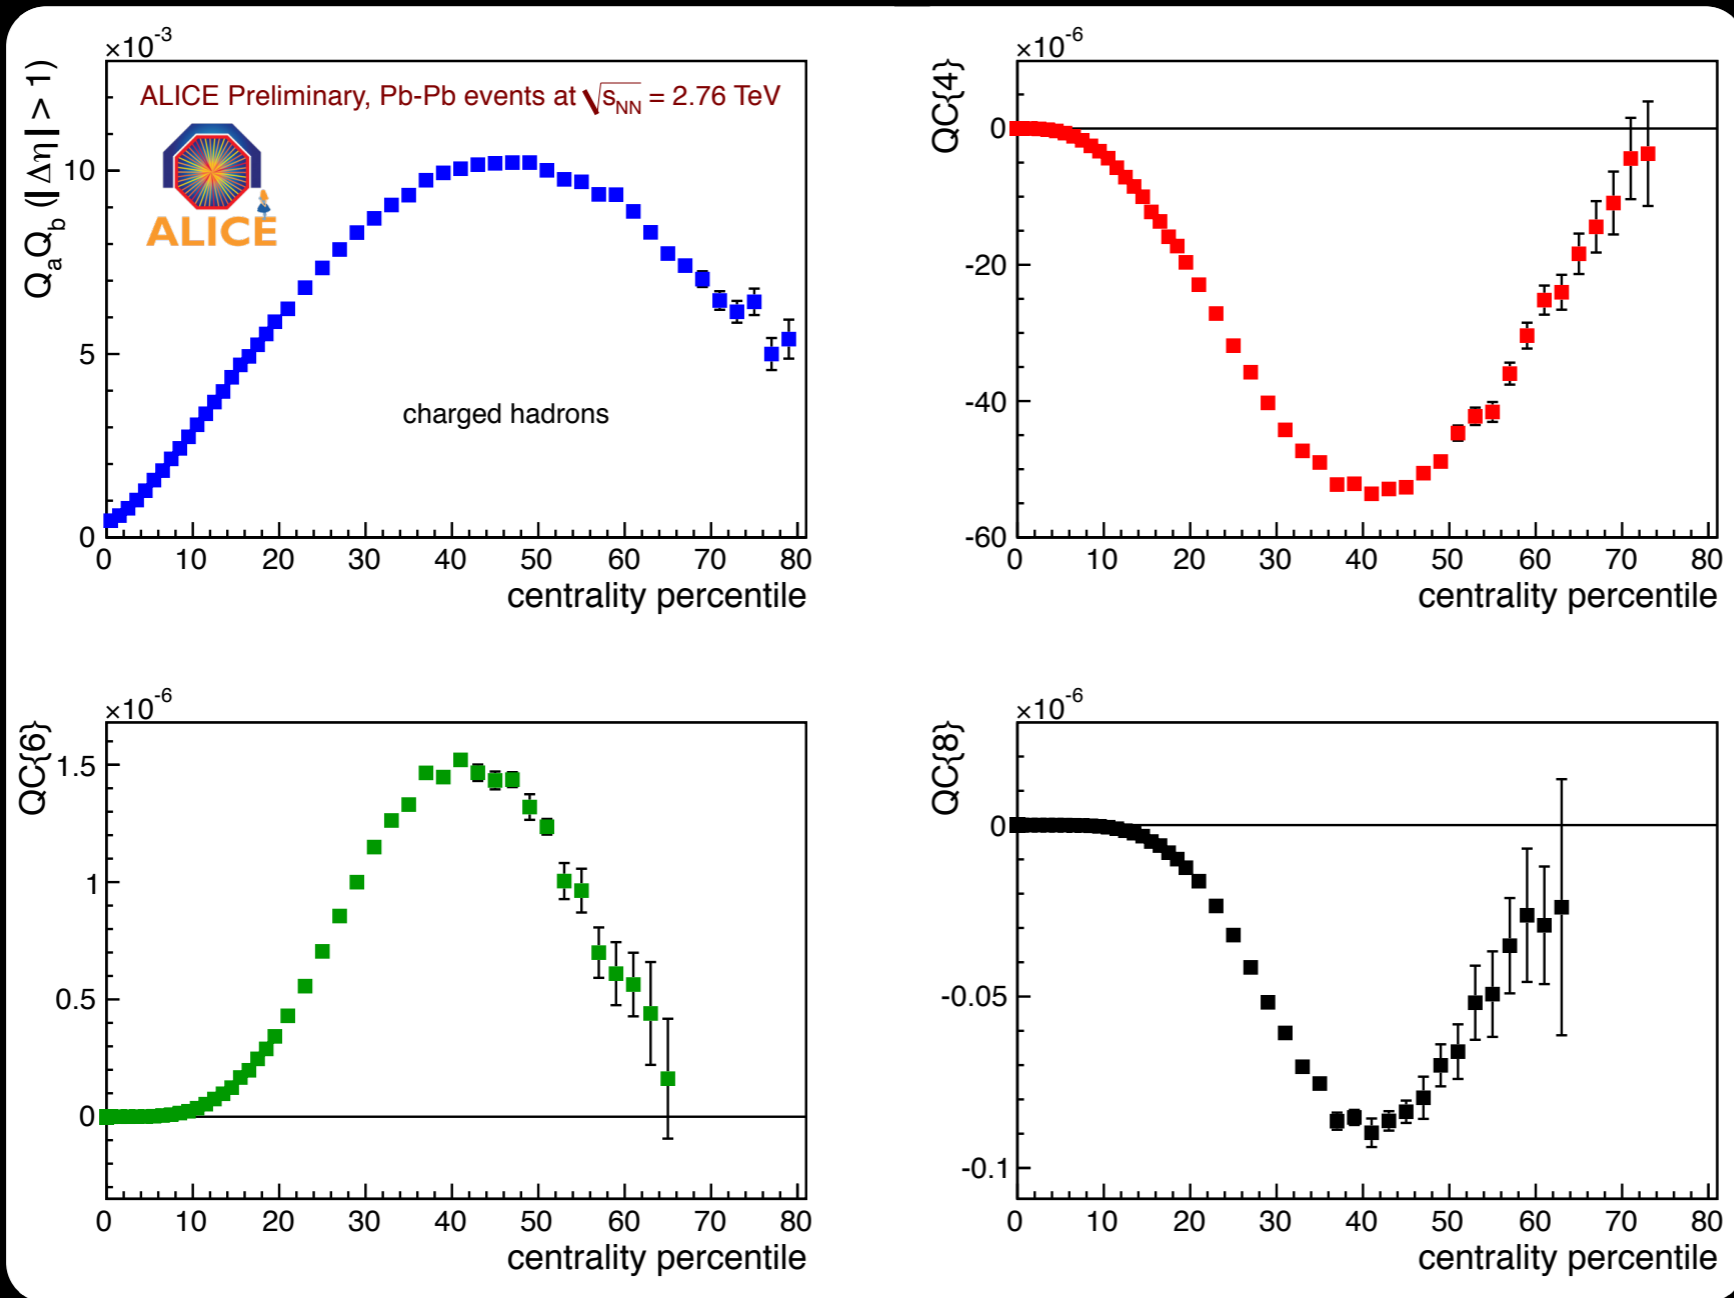 ×10⁻³
QₐQ_b (|Δη| > 1)
ALICE Preliminary, Pb-Pb events at √s_NN = 2.76 TeV
ALICE
charged hadrons
10
5
0
0 10 20 30 40 50 60 70 80
centrality percentile
×10⁻⁶
QC{4}
0
-20
-40
-60
0 10 20 30 40 50 60 70 80
centrality percentile
×10⁻⁶
QC{6}
1.5
1
0.5
0
0 10 20 30 40 50 60 70 80
centrality percentile
×10⁻⁶
QC{8}
0
-0.05
-0.1
0 10 20 30 40 50 60 70 80
centrality percentile